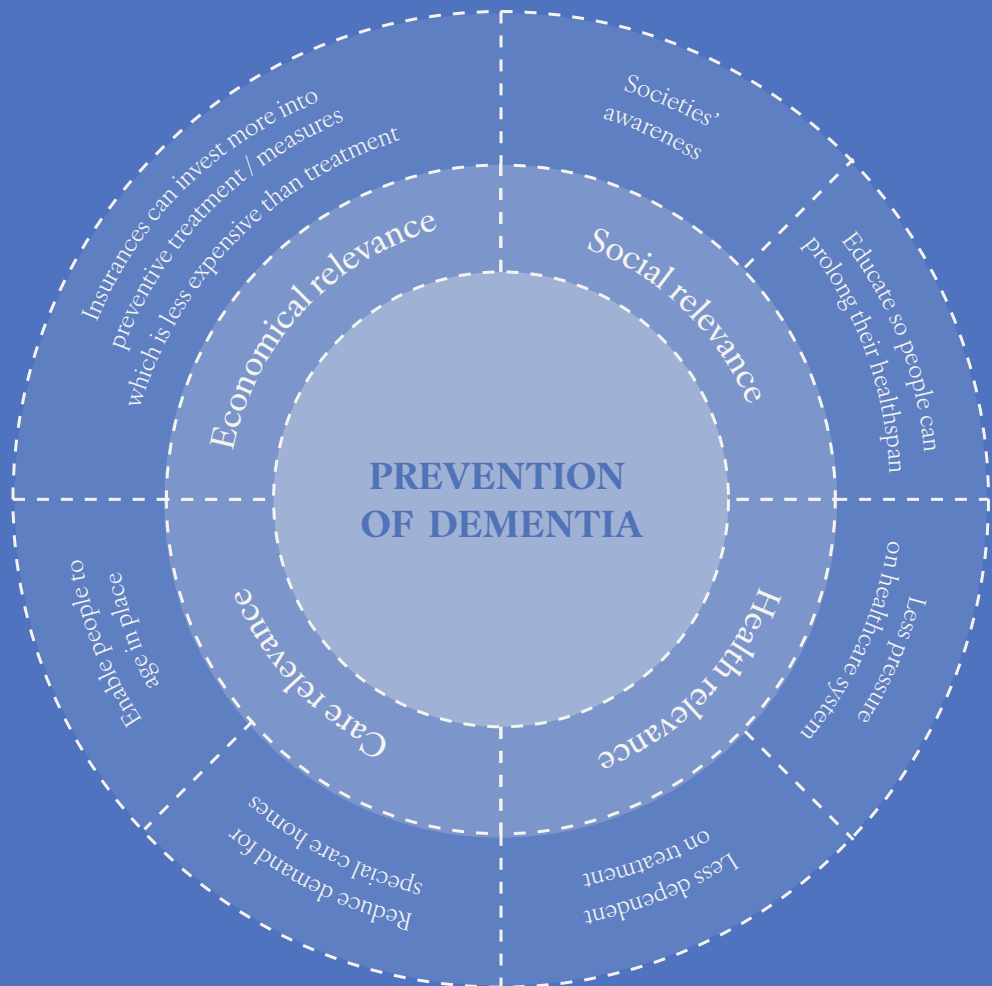 PREVENTION
OF DEMENTIA
Economical relevance
Insurances can invest more into
preventive treatment / measures
which is less expensive than treatment
Social relevance
Societies’
awareness
Educate so people can
prolong their healthspan
Health relevance
Less pressure
on healthcare system
Less dependent
on treatment
Care relevance
Reduce demand for
special care homes
Enable people to
age in place